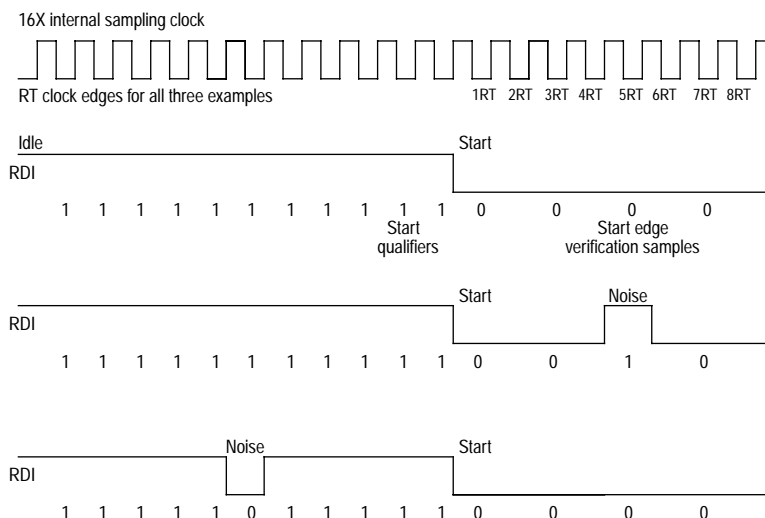 16X internal sampling clock
RT clock edges for all three examples
1RT 2RT 3RT 4RT 5RT 6RT 7RT 8RT
Idle
Start
RDI
1 1 1 1 1 1 1 1 1 1 1 0 0 0 0
Start
qualifiers
Start edge
verification samples
Start
Noise
RDI
1 1 1 1 1 1 1 1 1 1 1 0 0 1 0
Noise
Start
RDI
1 1 1 1 1 0 1 1 1 1 1 0 0 0 0